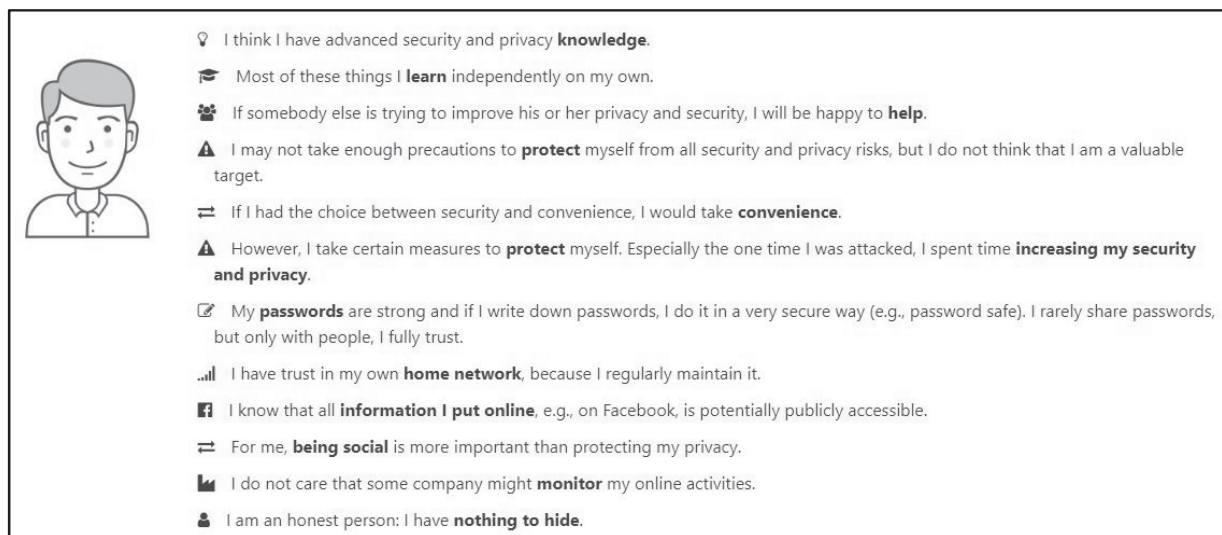 I think I have advanced security and privacy knowledge.
Most of these things I learn independently on my own.
If somebody else is trying to improve his or her privacy and security, I will be happy to help.
I may not take enough precautions to protect myself from all security and privacy risks, but I do not think that I am a valuable
target.
If I had the choice between security and convenience, I would take convenience.
However, I take certain measures to protect myself. Especially the one time I was attacked, I spent time increasing my security
and privacy.
My passwords are strong and if I write down passwords, I do it in a very secure way (e.g., password safe). I rarely share passwords,
but only with people, I fully trust.
I have trust in my own home network, because I regularly maintain it.
I know that all information I put online, e.g., on Facebook, is potentially publicly accessible.
For me, being social is more important than protecting my privacy.
I do not care that some company might monitor my online activities.
I am an honest person: I have nothing to hide.